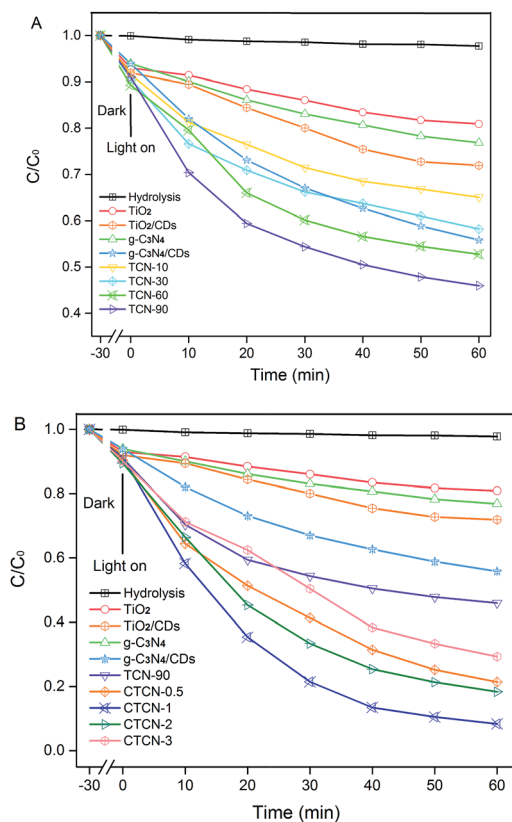 A
1.0
0.9
0.8
0.7
0.6
0.5
0.4
C/C₀
Dark
Light on
Hydrolysis
TiO₂
TiO₂/CDs
g-C₃N₄
g-C₃N₄/CDs
TCN-10
TCN-30
TCN-60
TCN-90
-30 0 10 20 30 40 50 60
Time (min)
B
1.0
0.8
0.6
0.4
0.2
0.0
C/C₀
Dark
Light on
Hydrolysis
TiO₂
TiO₂/CDs
g-C₃N₄
g-C₃N₄/CDs
TCN-90
CTCN-0.5
CTCN-1
CTCN-2
CTCN-3
-30 0 10 20 30 40 50 60
Time (min)